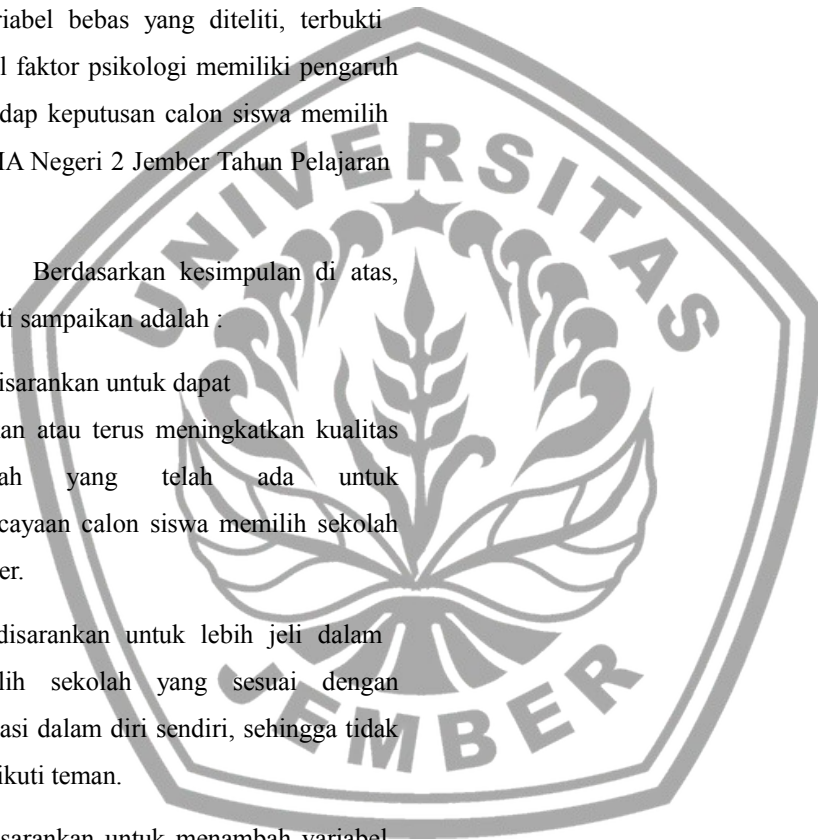 riabel bebas yang diteliti, terbukti
l faktor psikologi memiliki pengaruh
dap keputusan calon siswa memilih
IA Negeri 2 Jember Tahun Pelajaran
Berdasarkan kesimpulan di atas,
ti sampaikan adalah :
isarankan untuk dapat
an atau terus meningkatkan kualitas
ah yang telah ada untuk
cayaan calon siswa memilih sekolah
er.
disarankan untuk lebih jeli dalam
lih sekolah yang sesuai dengan
asi dalam diri sendiri, sehingga tidak
ikuti teman.
sarankan untuk menambah variabel
UNIVERSITAS
JEMBER